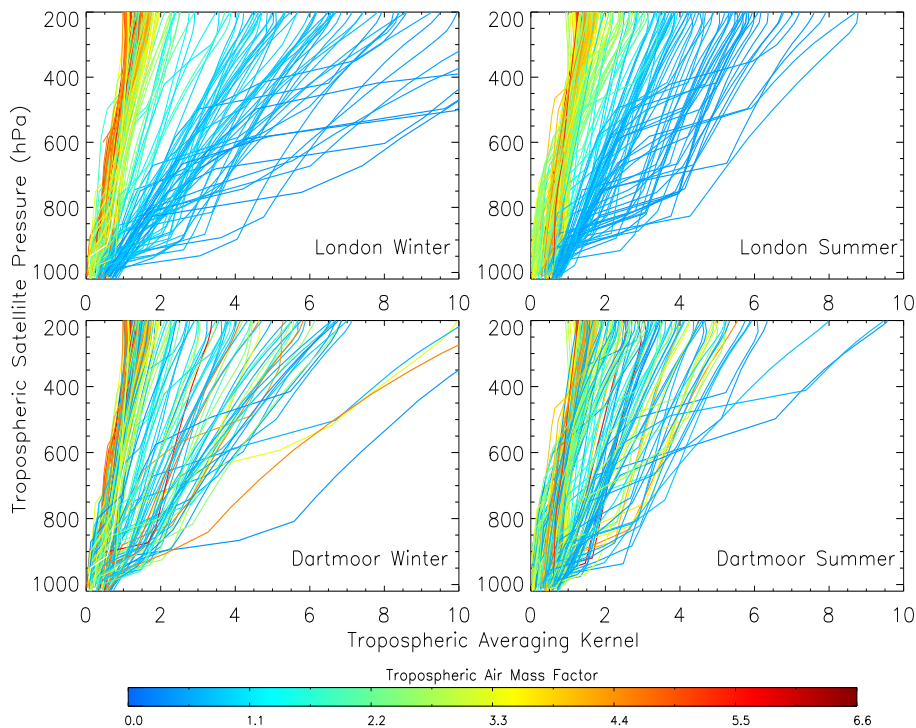 200
400
600
800
1000
London Winter
0 2 4 6 8 10
200
400
600
800
1000
London Summer
0 2 4 6 8 10
Tropospheric Satellilte Pressure (hPa)
200
400
600
800
1000
Dartmoor Winter
0 2 4 6 8 10
200
400
600
800
1000
Dartmoor Summer
0 2 4 6 8 10
Tropospheric Averaging Kernel
Tropospheric Air Mass Factor
0.0 1.1 2.2 3.3 4.4 5.5 6.6